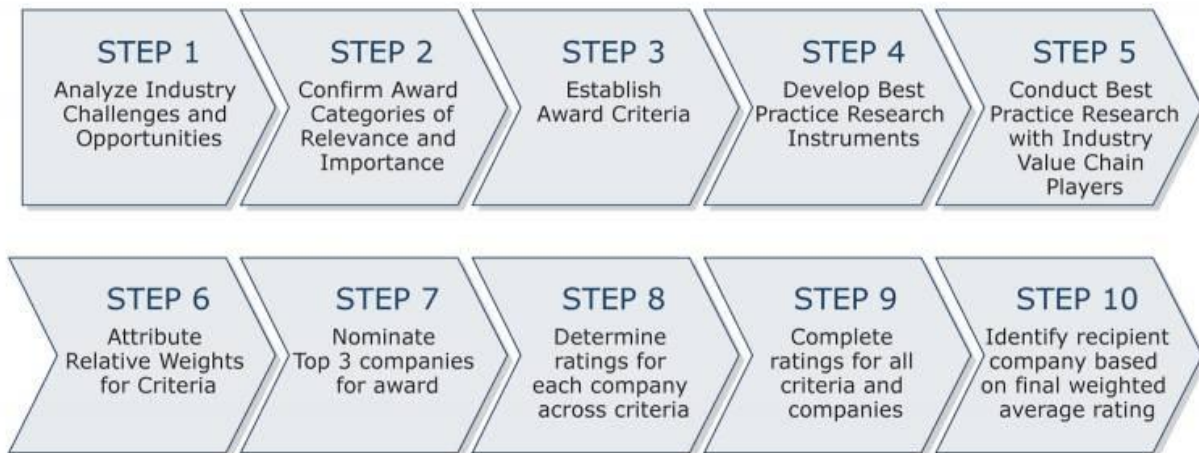 STEP 1
Analyze Industry
Challenges and
Opportunities
STEP 2
Confirm Award
Categories of
Relevance and
Importance
STEP 3
Establish
Award Criteria
STEP 4
Develop Best
Practice Research
Instruments
STEP 5
Conduct Best
Practice Research
with Industry
Value Chain
Players
STEP 6
Attribute
Relative Weights
for Criteria
STEP 7
Nominate
Top 3 companies
for award
STEP 8
Determine
ratings for
each company
across criteria
STEP 9
Complete
ratings for all
criteria and
companies
STEP 10
Identify recipient
company based
on final weighted
average rating